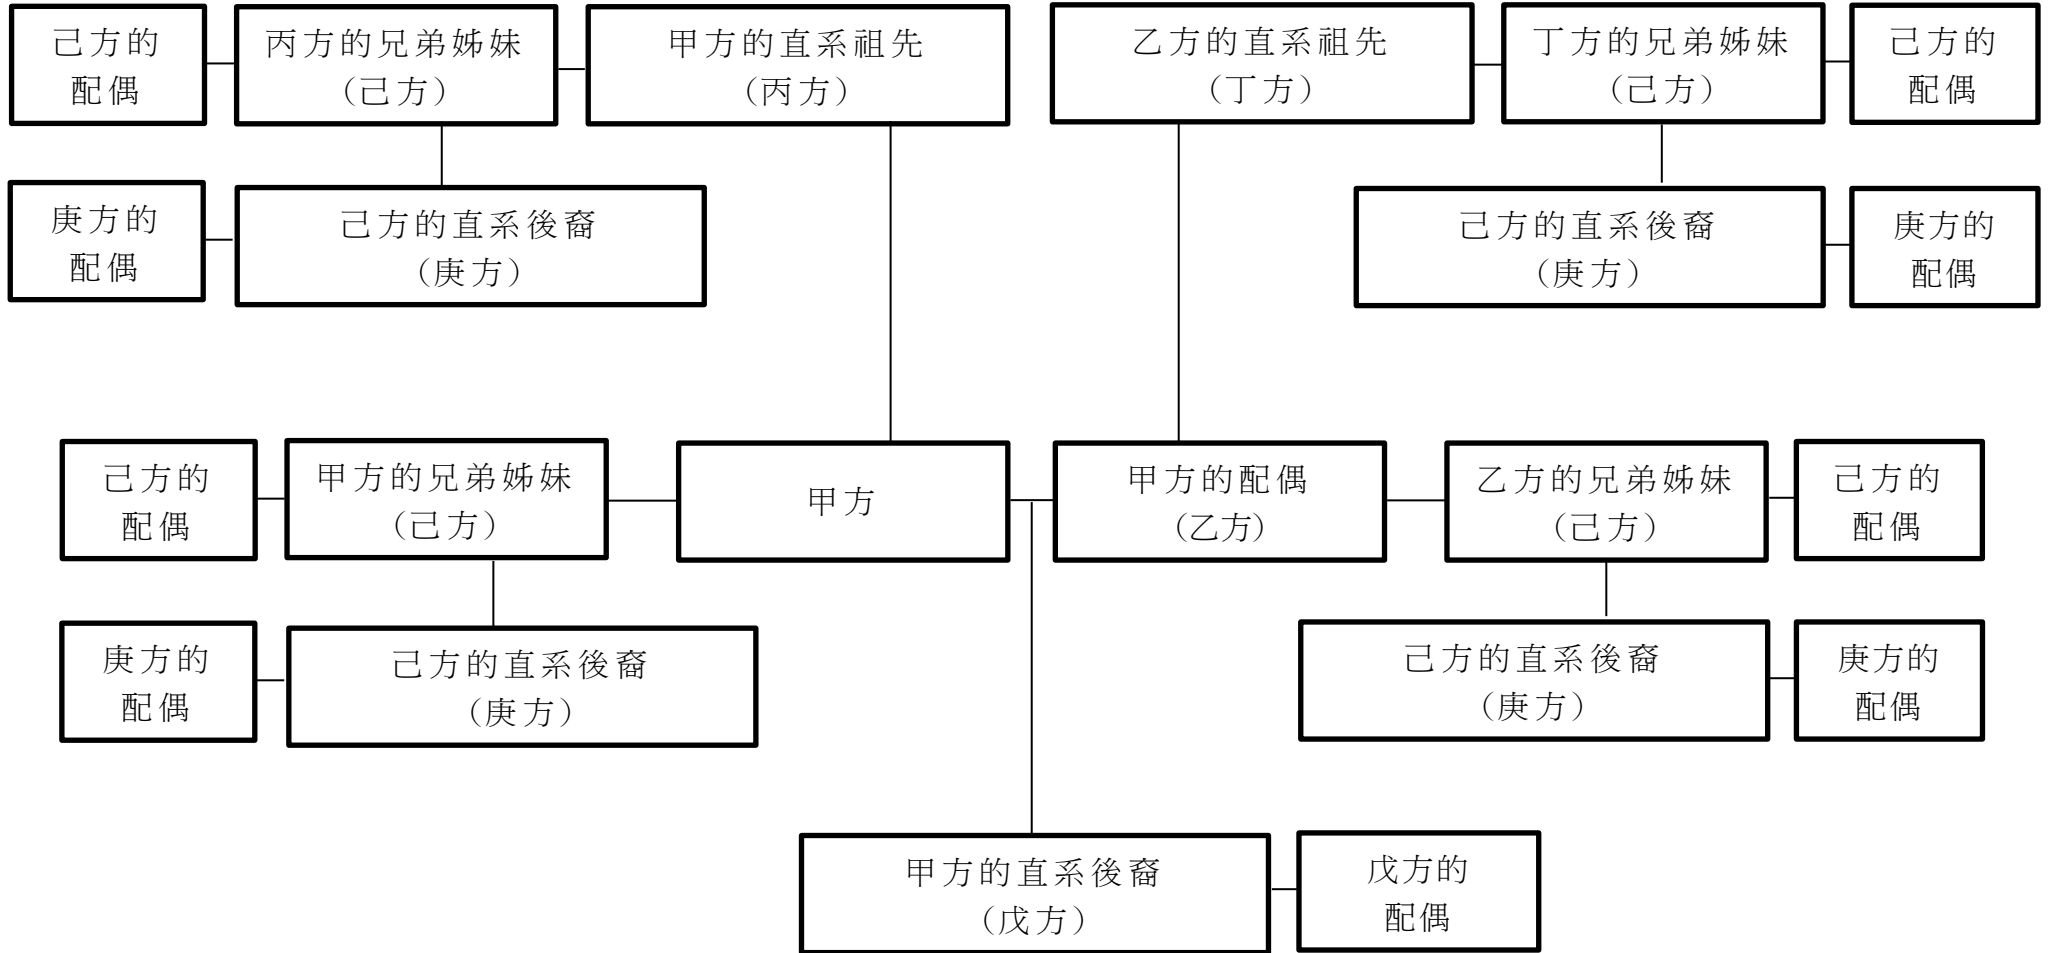 己方的
配偶
丙方的兄弟姊妹
(己方)
甲方的直系祖先
(丙方)
乙方的直系祖先
(丁方)
丁方的兄弟姊妹
(己方)
己方的
配偶
庚方的
配偶
己方的直系後裔
(庚方)
己方的直系後裔
(庚方)
庚方的
配偶
己方的
配偶
甲方的兄弟姊妹
(己方)
甲方
甲方的配偶
(乙方)
乙方的兄弟姊妹
(己方)
己方的
配偶
庚方的
配偶
己方的直系後裔
(庚方)
己方的直系後裔
(庚方)
庚方的
配偶
甲方的直系後裔
(戊方)
戊方的
配偶